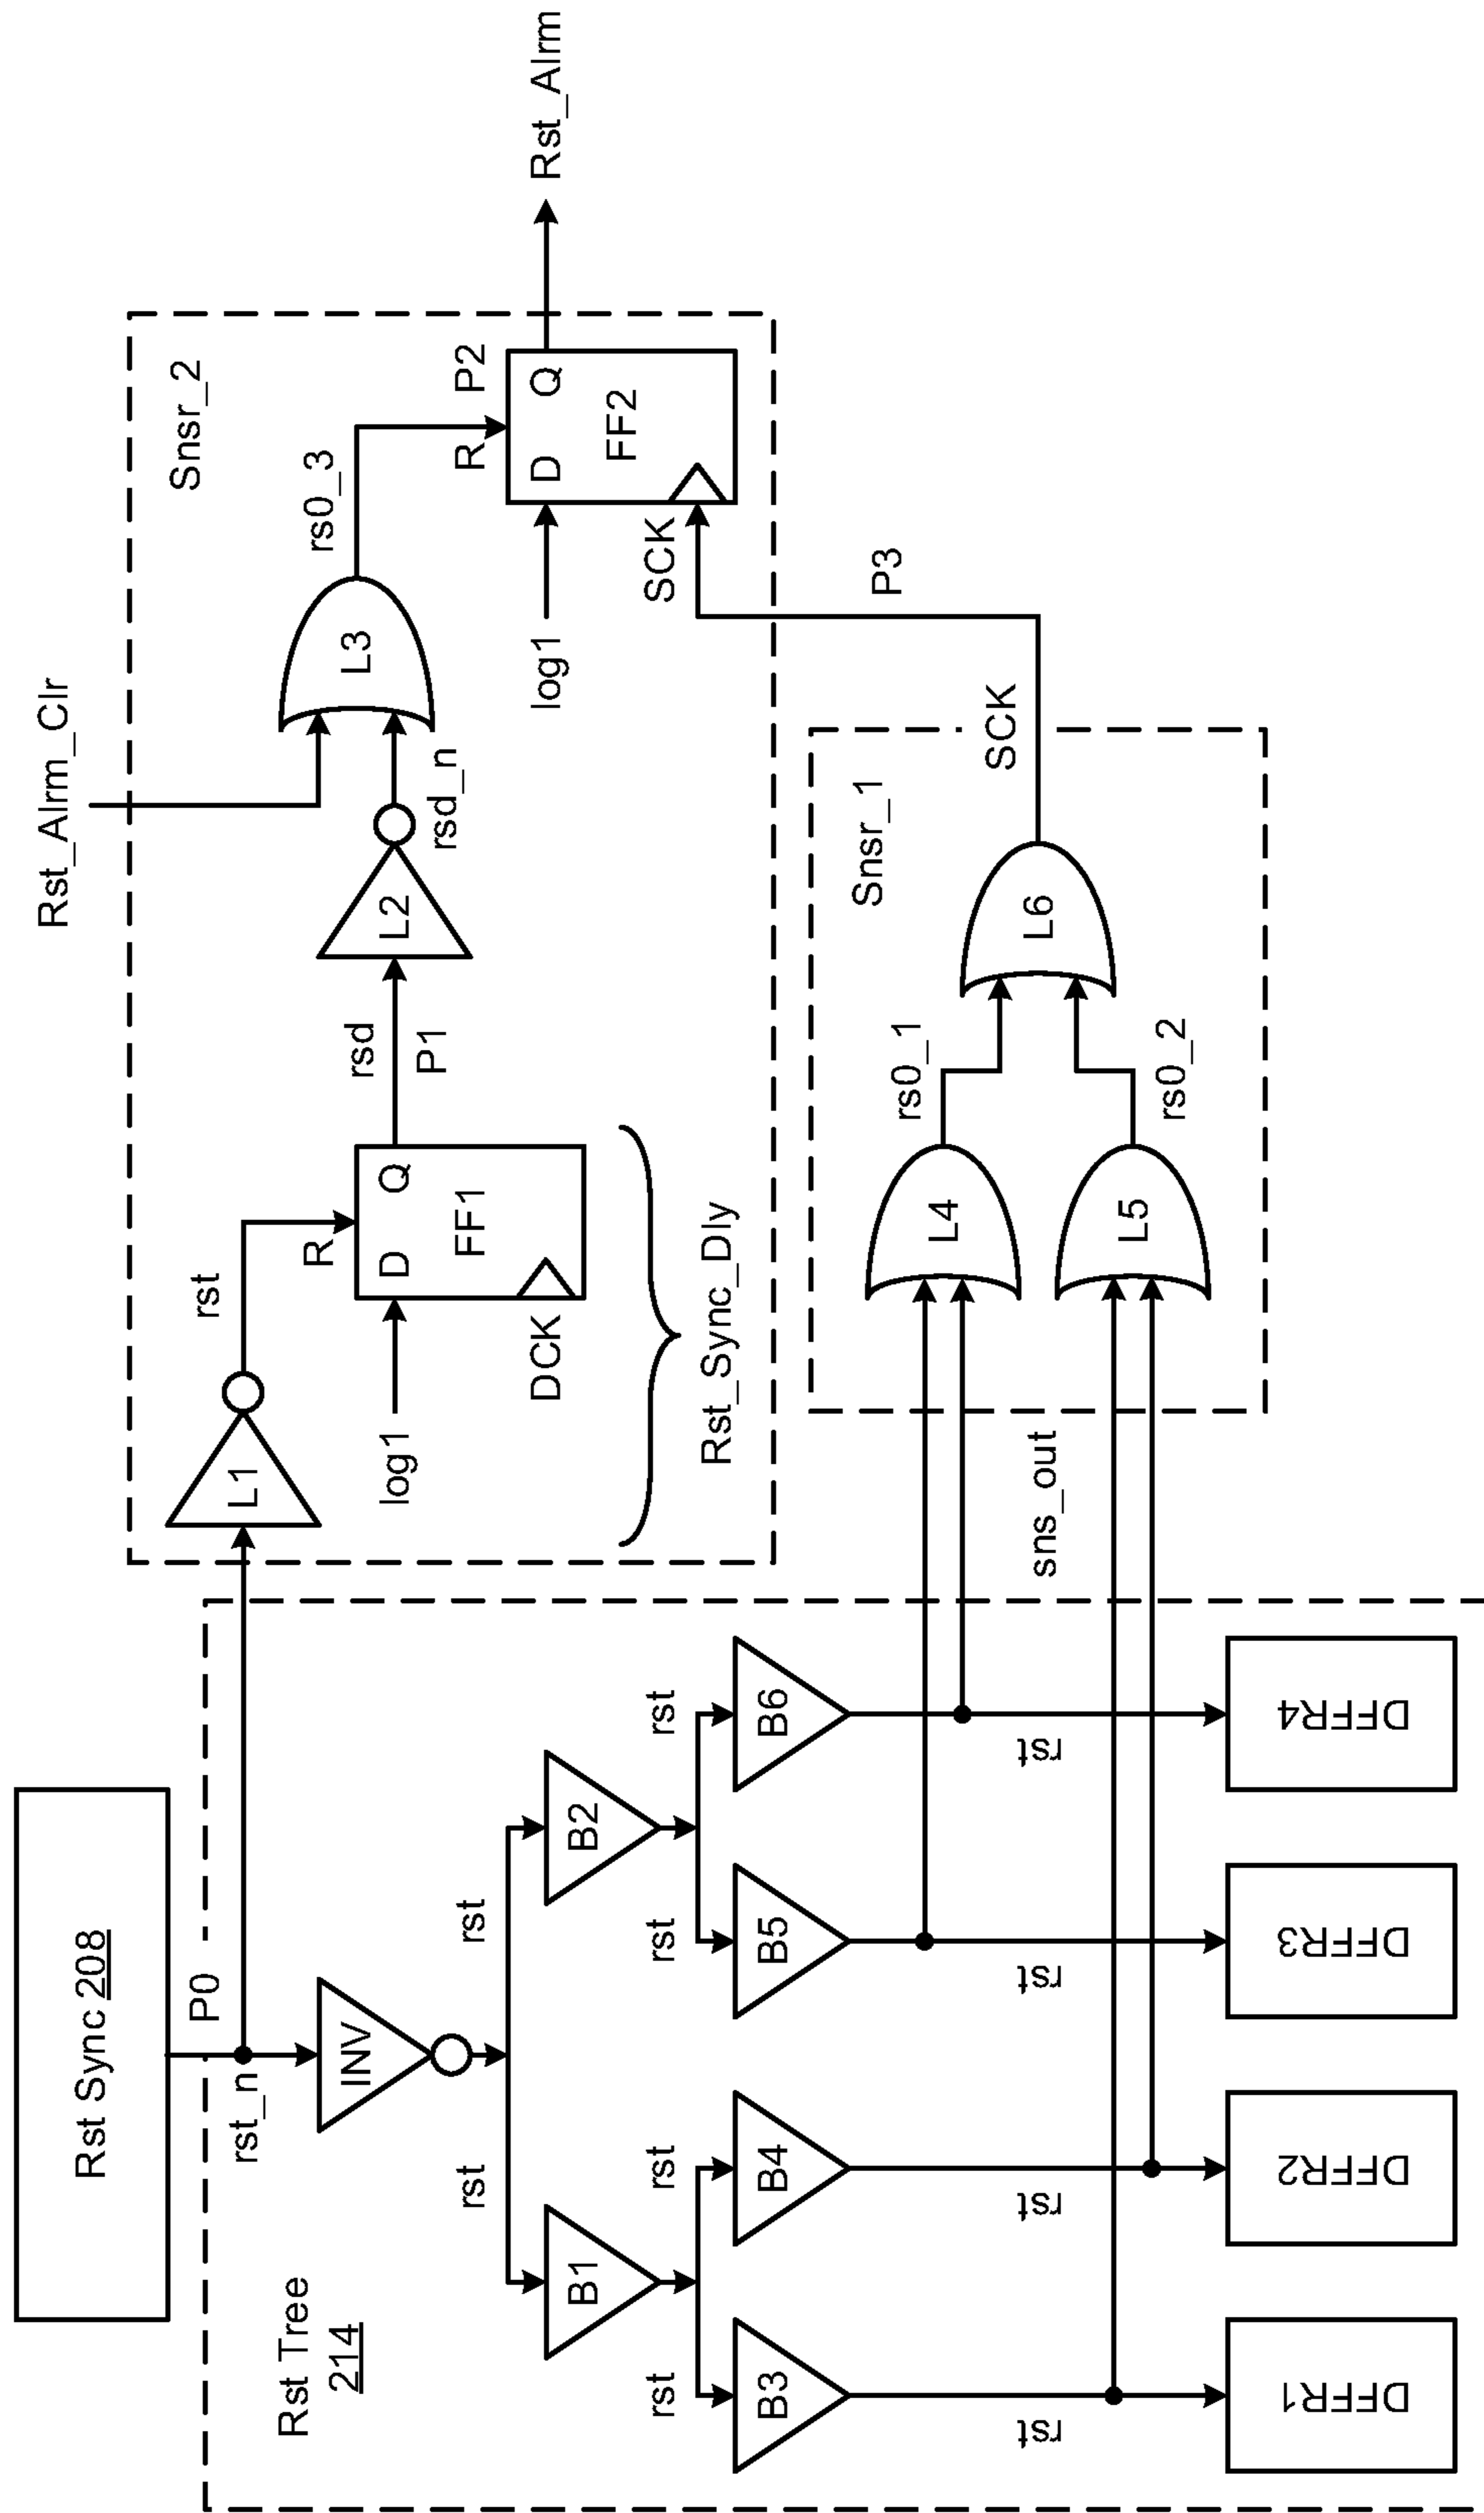 Rst Sync 208
P0
rst_n
Rst Tree
214
INV
rst
rst
B1
B2
rst
rst
rst
rst
B3
B4
B5
B6
rst
rst
rst
rst
DFFR1
DFFR2
DFFR3
DFFR4
sns_out
Rst_Alrm_Clr
Snsr_2
L1
rst
log1
R
D
Q
FF1
DCK
Rst_Sync_Dly
rsd
P1
L2
rsd_n
L3
rs0_3
R
P2
log1
D
Q
FF2
SCK
Rst_Alrm
P3
Snsr_1
L4
L5
rs0_1
rs0_2
L6
SCK